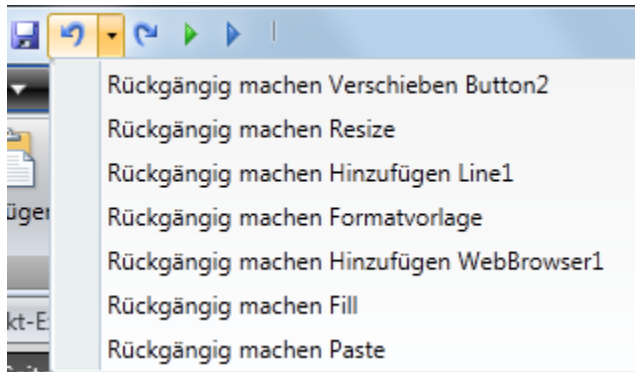 Rückgängig machen Verschieben Button2
Rückgängig machen Resize
Rückgängig machen Hinzufügen Line1
Rückgängig machen Formatvorlage
Rückgängig machen Hinzufügen WebBrowser1
Rückgängig machen Fill
Rückgängig machen Paste